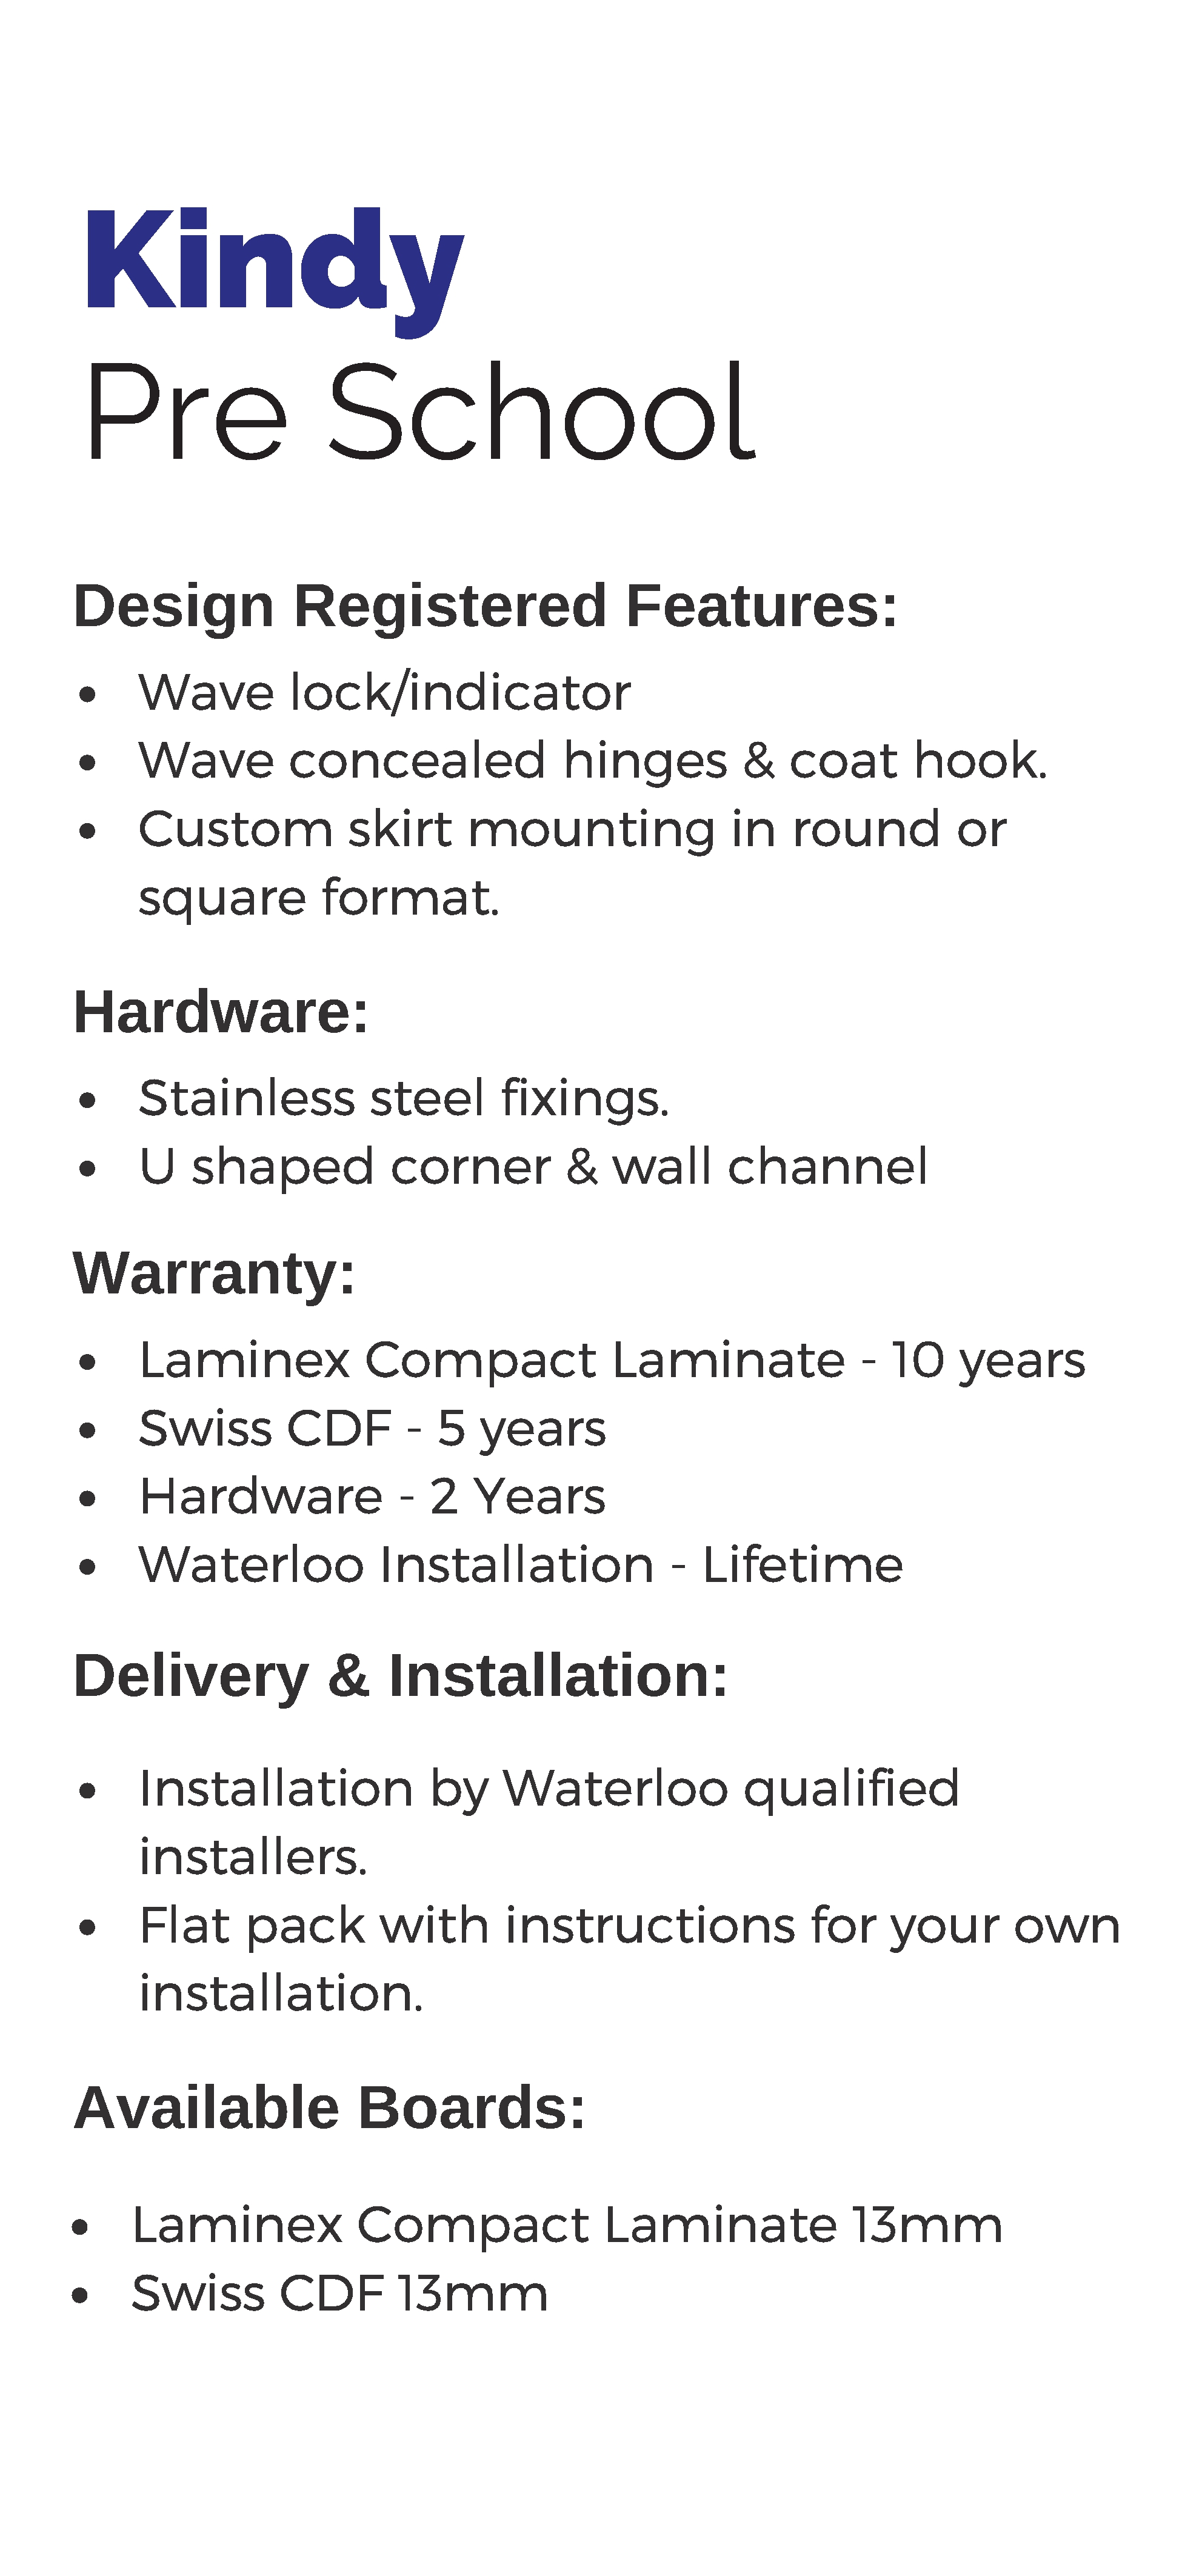 Kindy
Pre School
Design Registered Features:
• Wave lock/indicator
• Wave concealed hinges & coat hook.
• Custom skirt mounting in round or
square format.
Hardware:
• Stainless steel fixings.
• U shaped corner & wall channel
Warranty:
• Laminex Compact Laminate - 10 years
• Swiss CDF - 5 years
• Hardware - 2 Years
• Waterloo Installation - Lifetime
Delivery & Installation:
• Installation by Waterloo qualified
installers.
• Flat pack with instructions for your own
installation.
Available Boards:
• Laminex Compact Laminate 13mm
• Swiss CDF 13mm